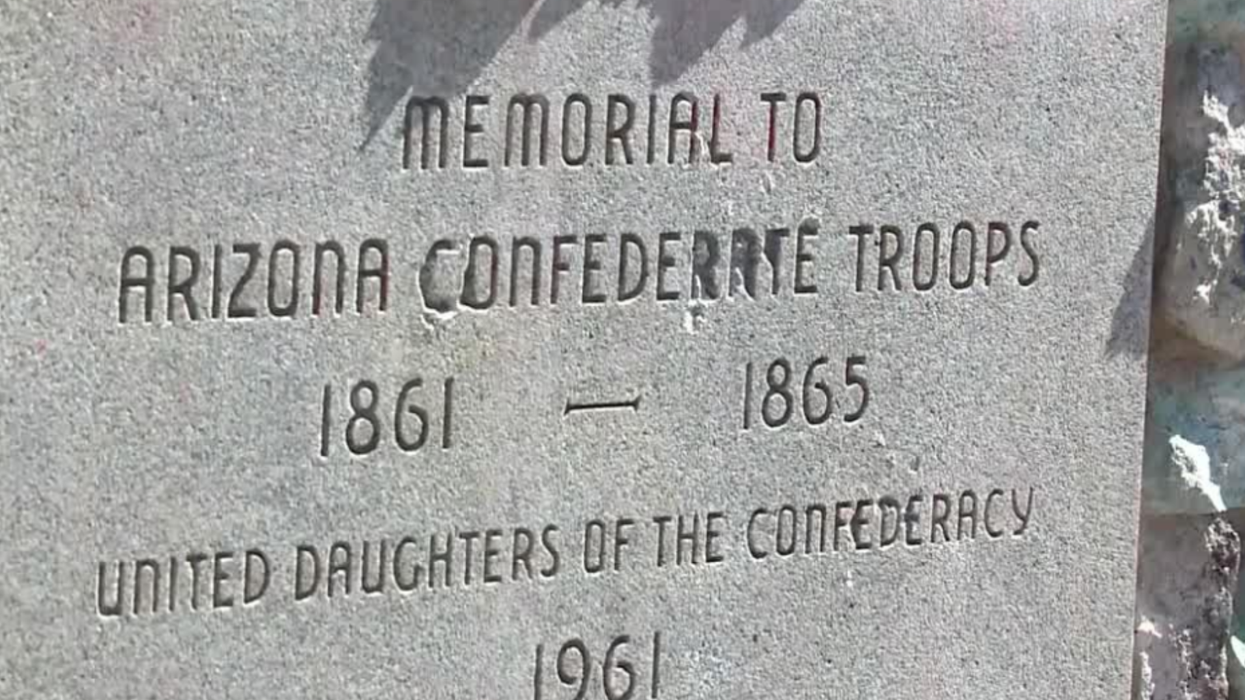 MEMORIAL TO
ARIZONA CONFEDERATE TROOPS
1861 — 1865
UNITED DAUGHTERS OF THE CONFEDERACY
1961